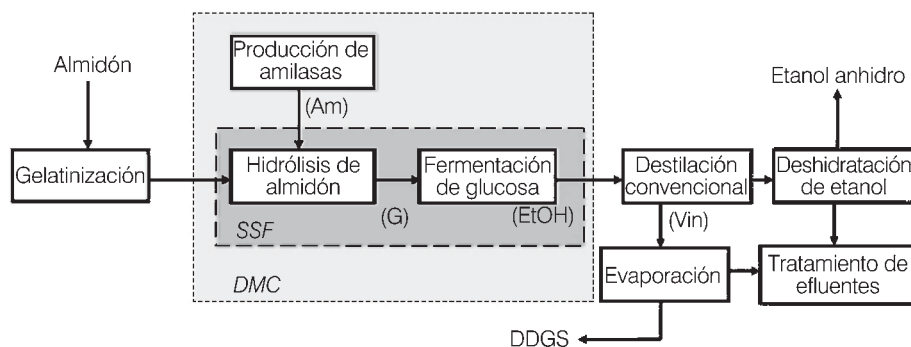 Almidón
Producción de
amilasas
Etanol anhidro
(Am)
Gelatinización
Hidrólisis de
almidón
Fermentación
de glucosa
Destilación
convencional
Deshidratación
de etanol
(G)
(EtOH)
(Vin)
SSF
DMC
Evaporación
Tratamiento de
efluentes
DDGS